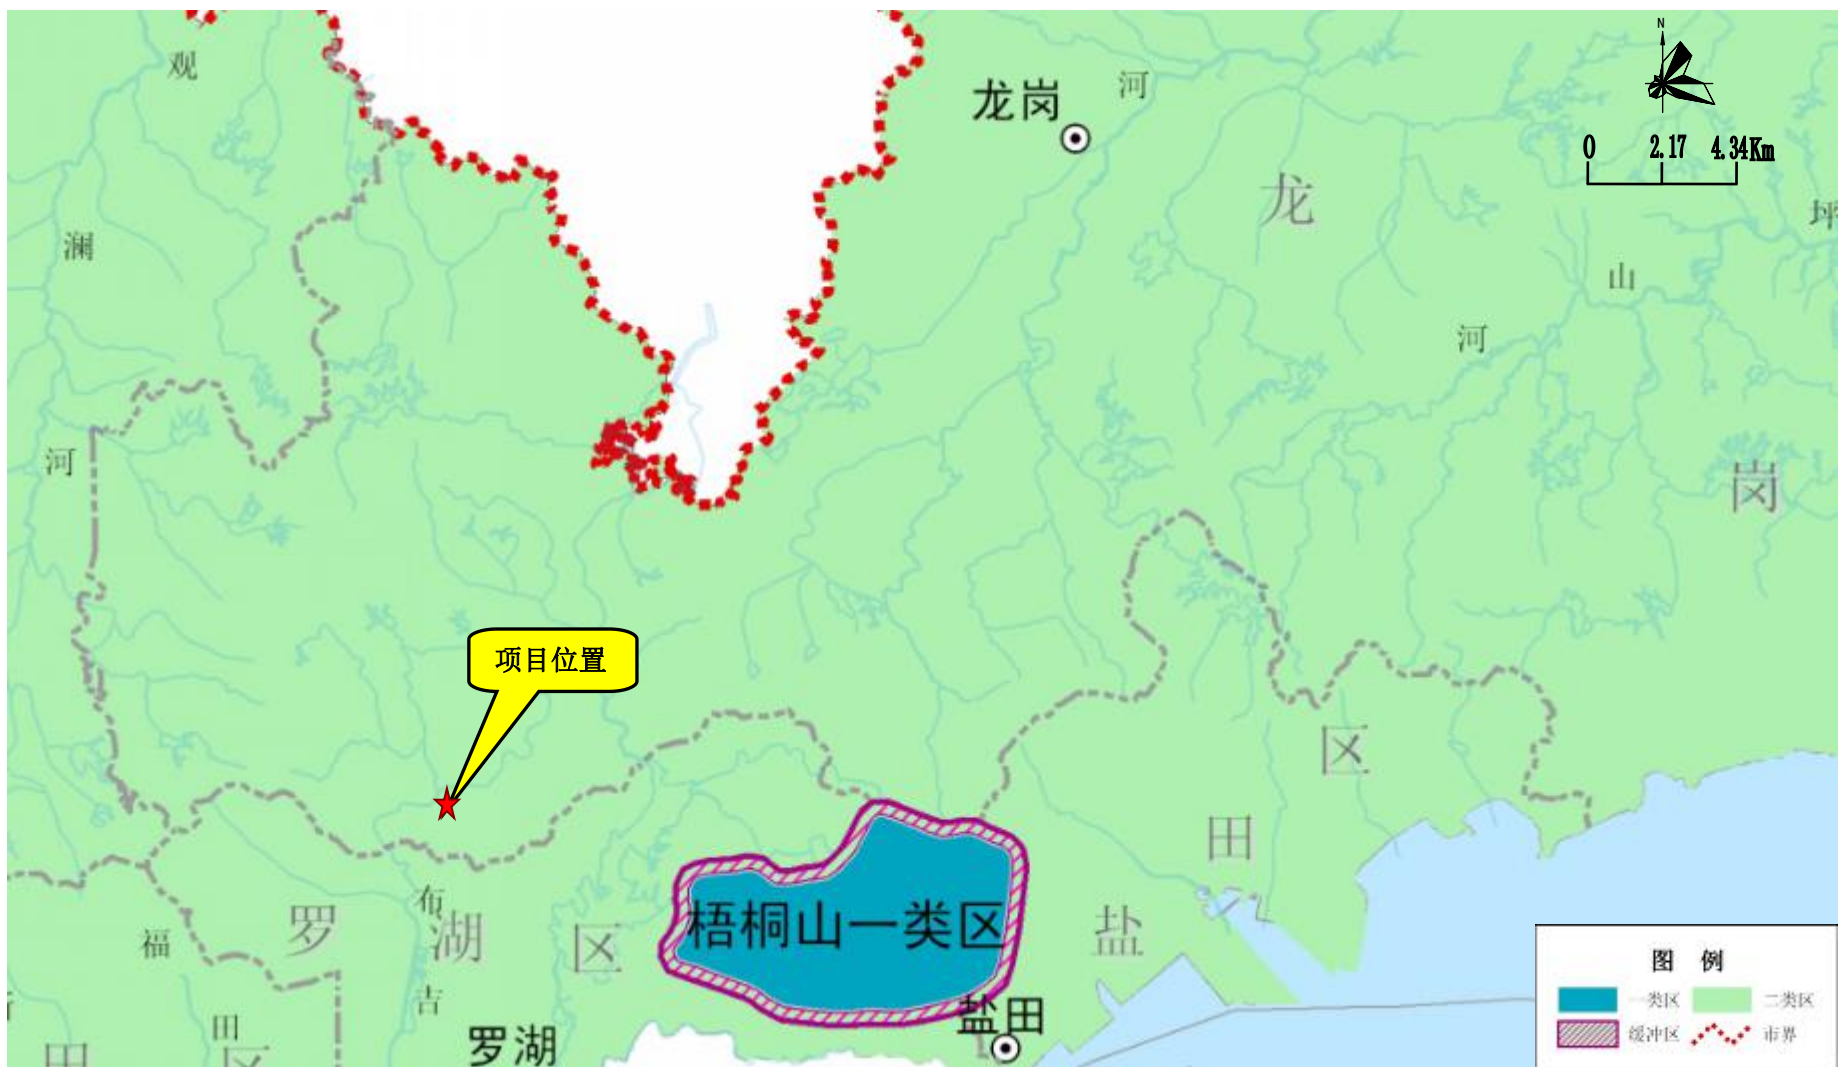 观
龙岗
河
N
0 2.17 4.34Km
龙
坪
澜
山
河
河
岗
项目位置
区
田
布
罗
湖
区
梧桐山一类区
盐
福
吉
田
罗湖
盐田
田
区
图 例
一类区
二类区
缓冲区
市界